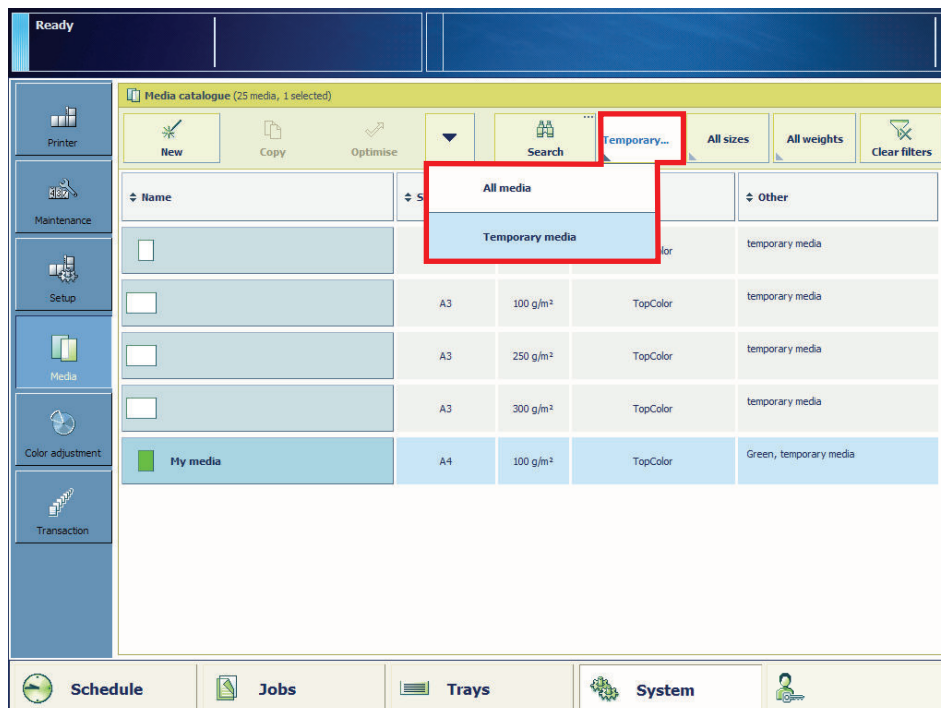 Ready
Media catalogue (25 media, 1 selected)
Printer
Maintenance
Setup
Media
Color adjustment
Transaction
New
Copy
Optimise
Search
...
Temporary...
All sizes
All weights
Clear filters
All media
Temporary media
Name
S
Other
lor
temporary media
A3
100 g/m²
TopColor
temporary media
A3
250 g/m²
TopColor
temporary media
A3
300 g/m²
TopColor
temporary media
My media
A4
100 g/m²
TopColor
Green, temporary media
Schedule
Jobs
Trays
System